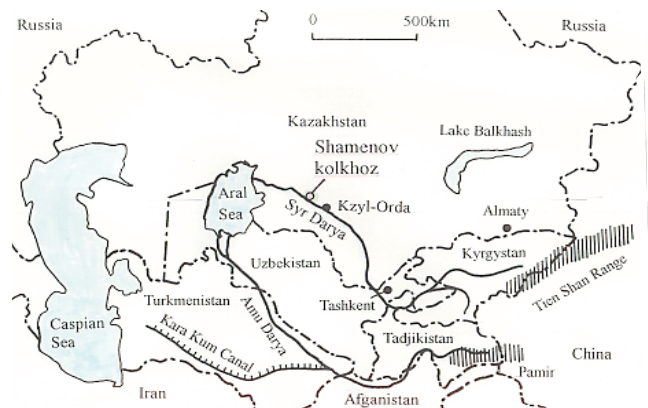 Russia
0
500km
Russia
Kazakhstan
Shamenov
kolkhoz
Lake Balkhash
Aral
Sea
Syr Darya
Kzyl-Orda
Almaty
Uzbekistan
Kyrgystan
Tien Shan Range
Turkmenistan
Amu Darya
Tashkent
Caspian
Sea
Kara Kum Canal
Tadjikistan
China
Pamir
Iran
Afganistan